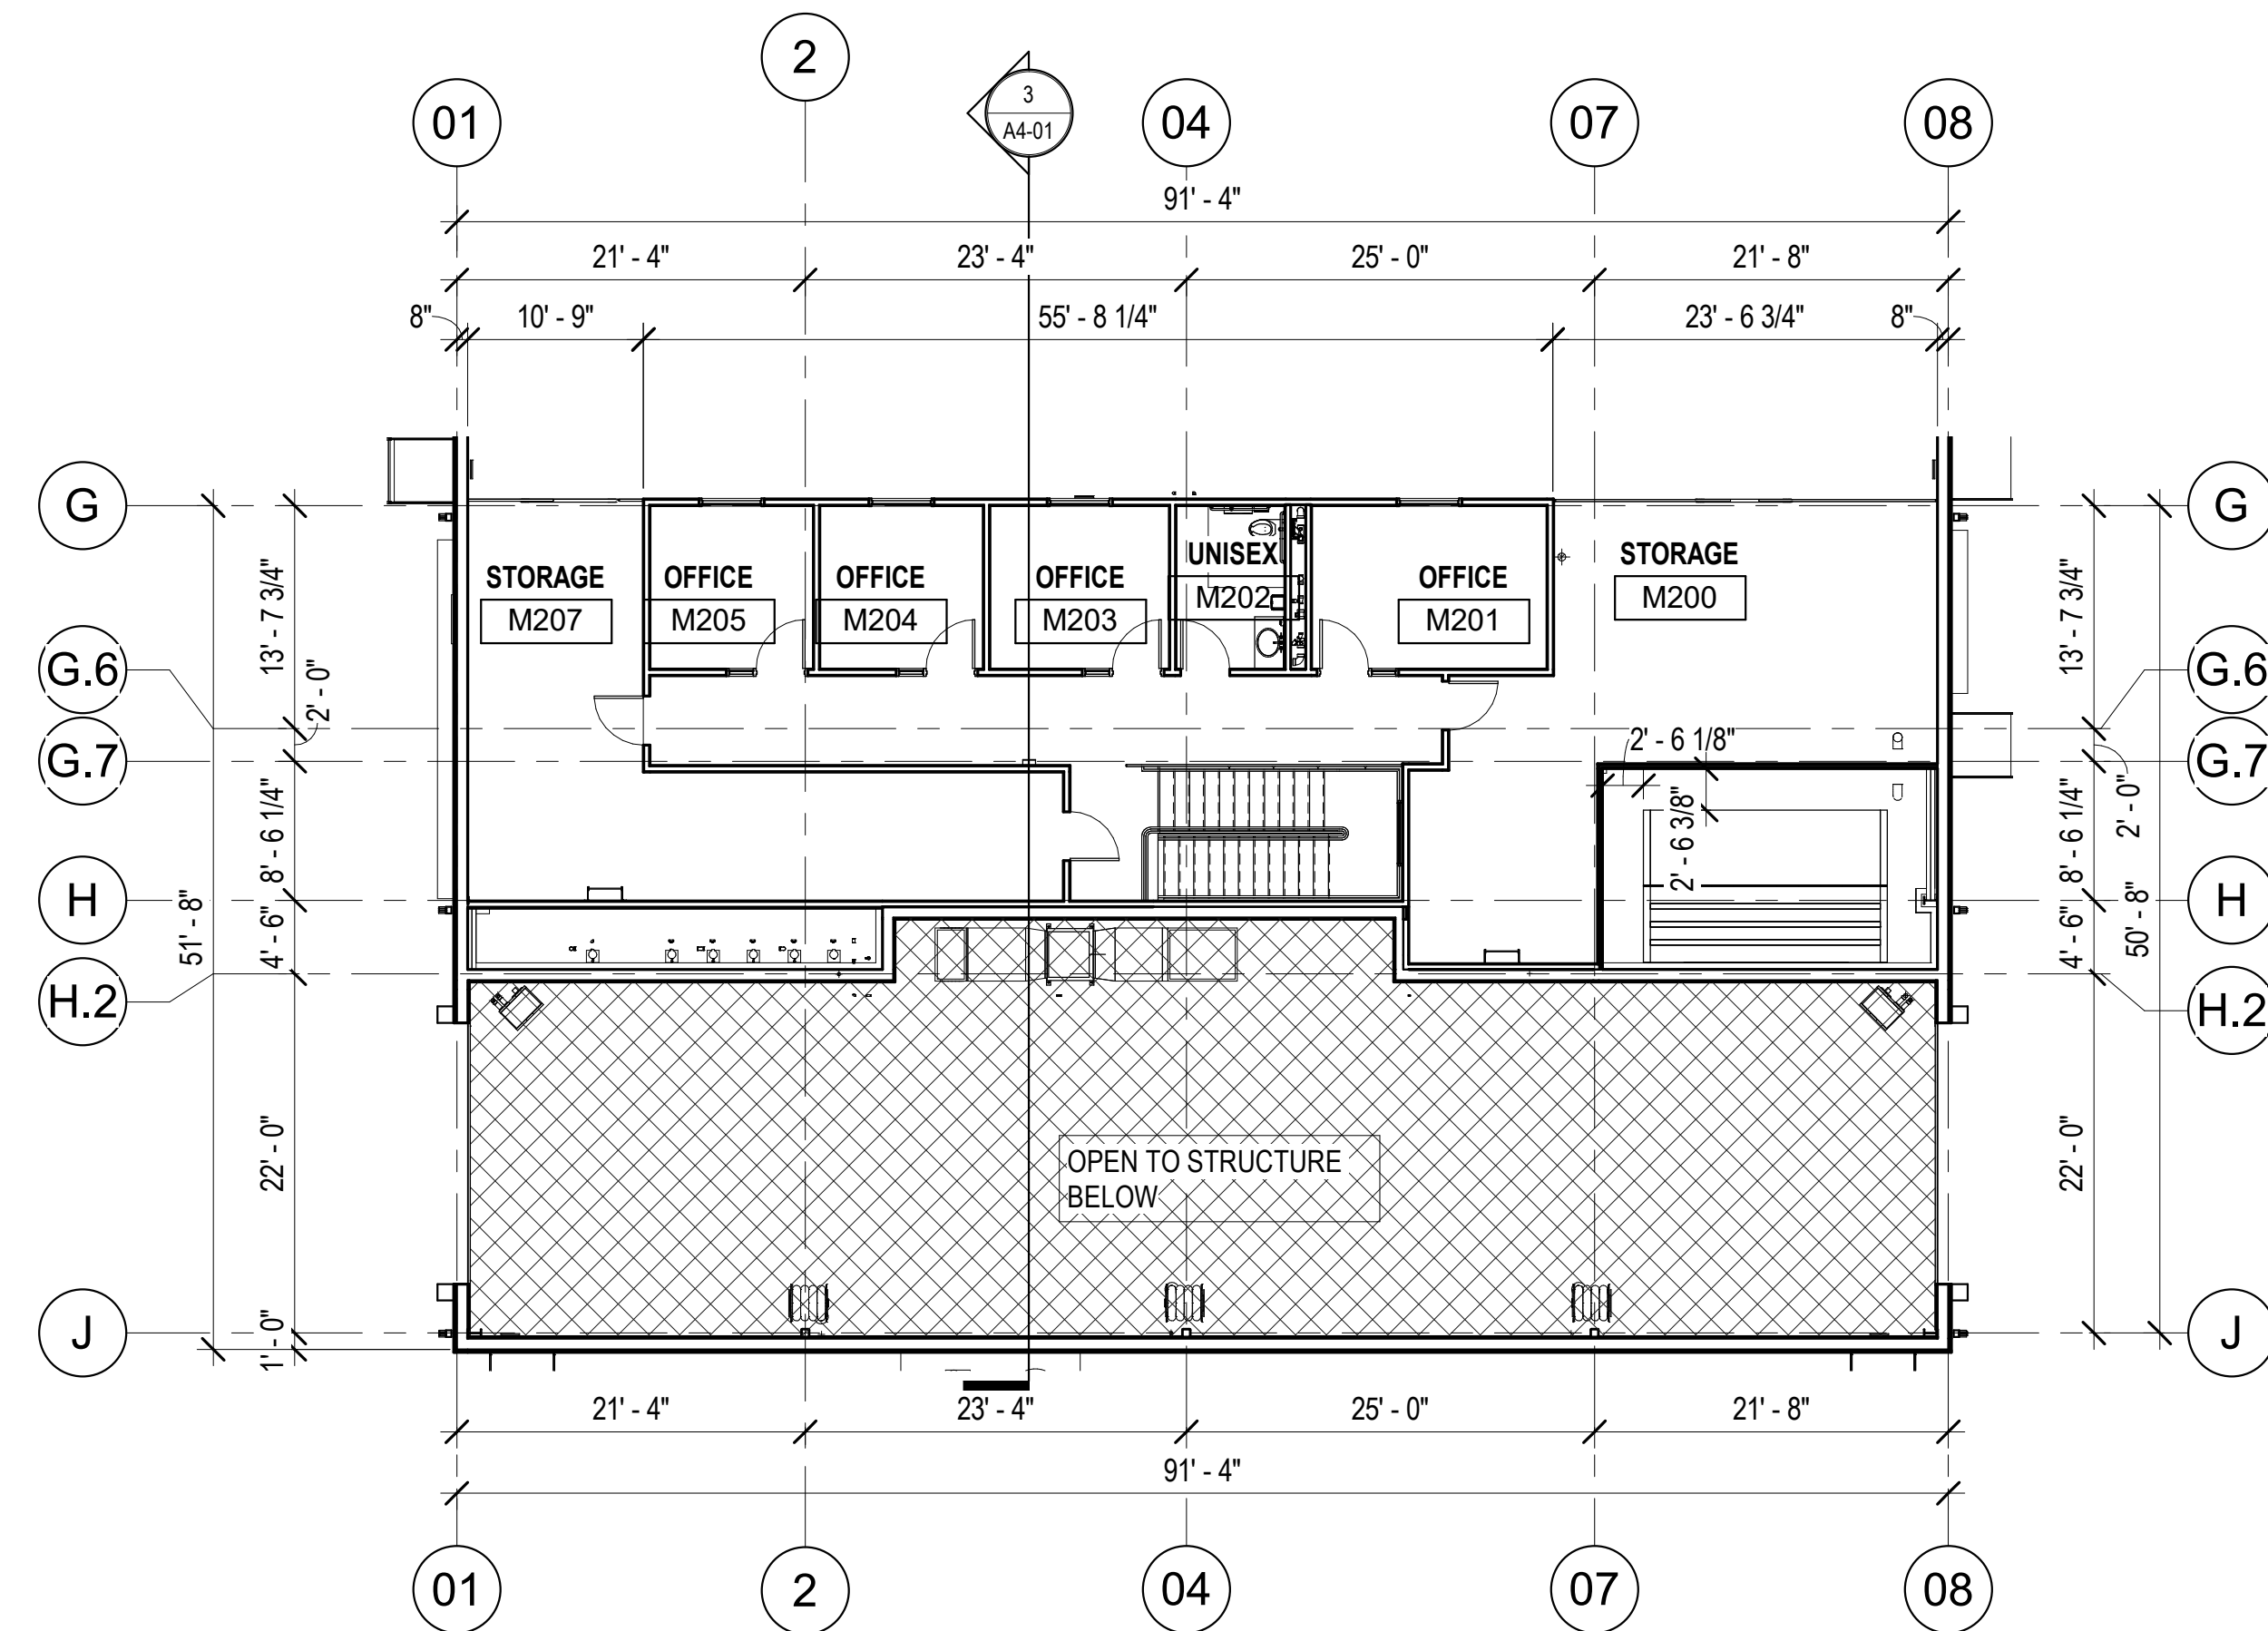 2
01
3
A4-01
04
07
08
91' - 4"
21' - 4"
23' - 4"
25' - 0"
21' - 8"
8"
10' - 9"
55' - 8 1/4"
23' - 6 3/4"
8"
G
G
STORAGE
M207
OFFICE
M205
OFFICE
M204
OFFICE
M203
UNISEX
M202
OFFICE
M201
STORAGE
M200
13' - 7 3/4"
13' - 7 3/4"
G.6
G.6
2' - 0"
2' - 0"
G.7
G.7
2' - 6 1/8"
2' - 6 3/8"
8' - 6 1/4"
8' - 6 1/4"
H
H
51' - 8"
50' - 8"
4' - 6"
4' - 6"
H.2
H.2
22' - 0"
22' - 0"
OPEN TO STRUCTURE
BELOW
J
J
1' - 0"
21' - 4"
23' - 4"
25' - 0"
21' - 8"
91' - 4"
01
2
04
07
08